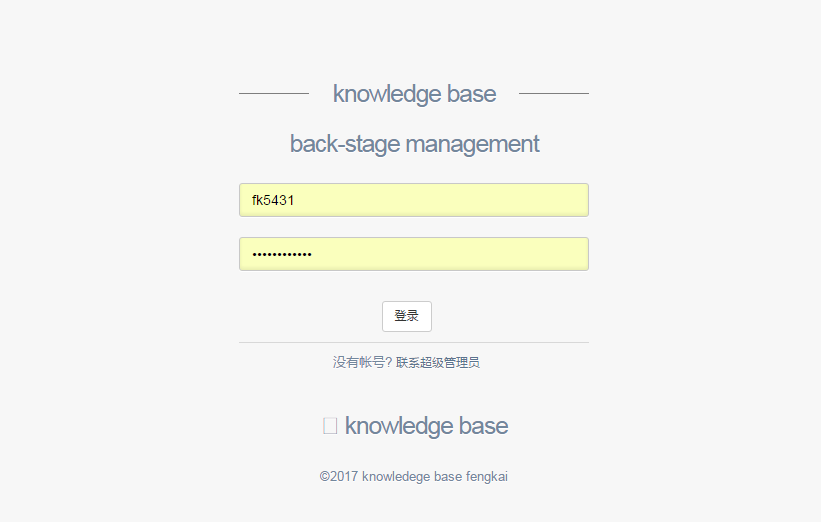 knowledge base
back-stage management
fk5431
••••••••••••
登录
没有帐号? 联系超级管理员
knowledge base
©2017 knowledege base fengkai